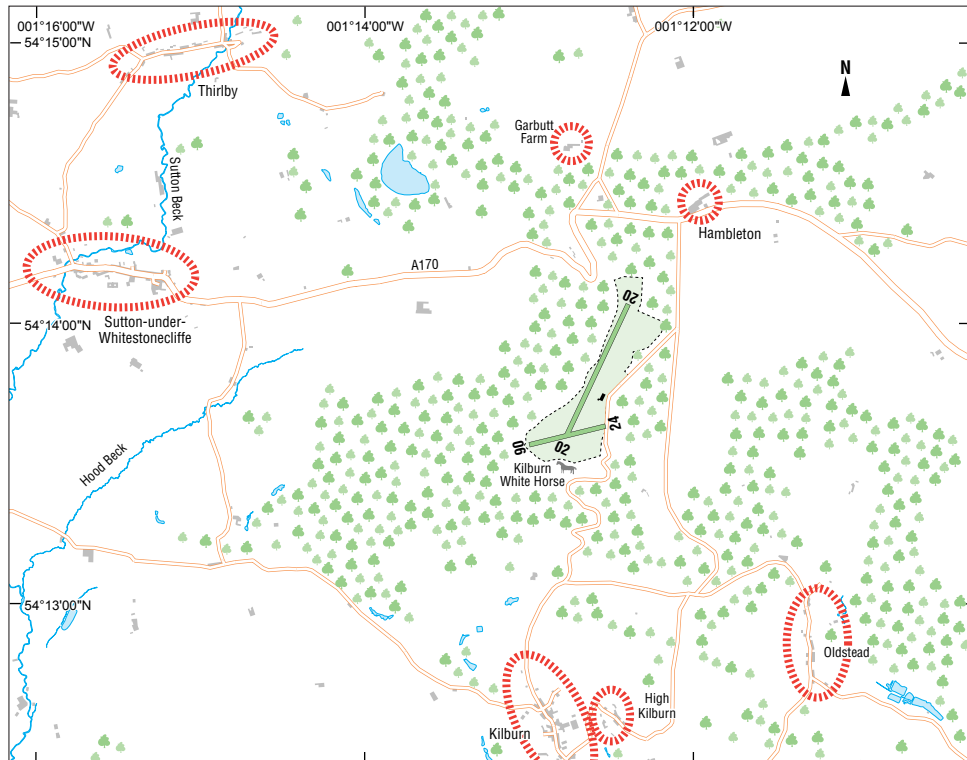 001°16'00"W
001°14'00"W
001°12'00"W
54°15'00"N
N
Thirlby
Garbutt
Farm
Sutton Beck
Hambleton
A170
20
Sutton-under-
Whitestonecliffe
54°14'00"N
24
06
02
Kilburn
White Horse
Hood Beck
54°13'00"N
Oldstead
High
Kilburn
Kilburn